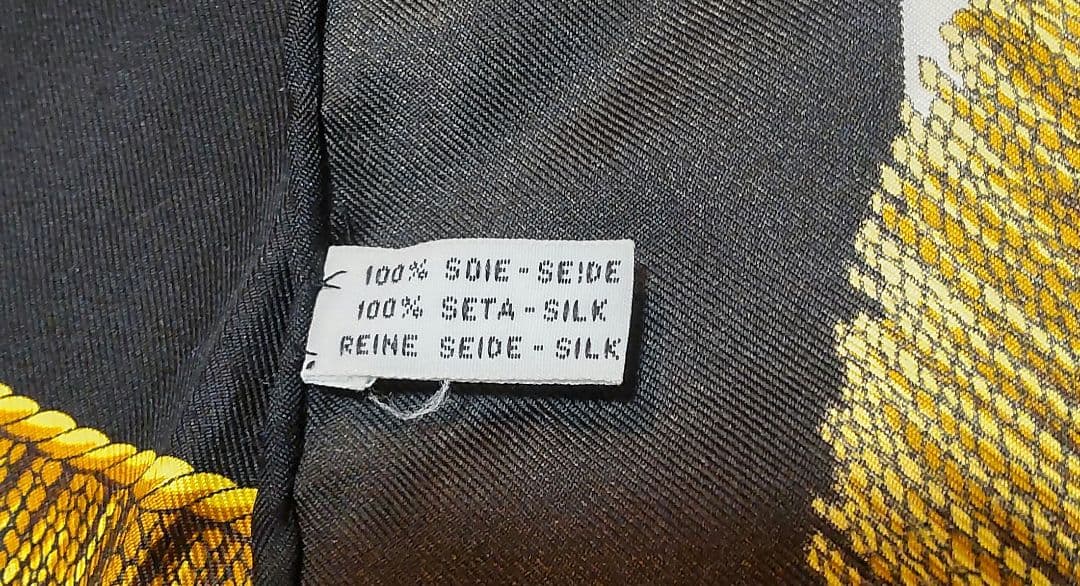 100% SOIE - SEIDE
100% SETA - SILK
REINE SEIDE - SILK